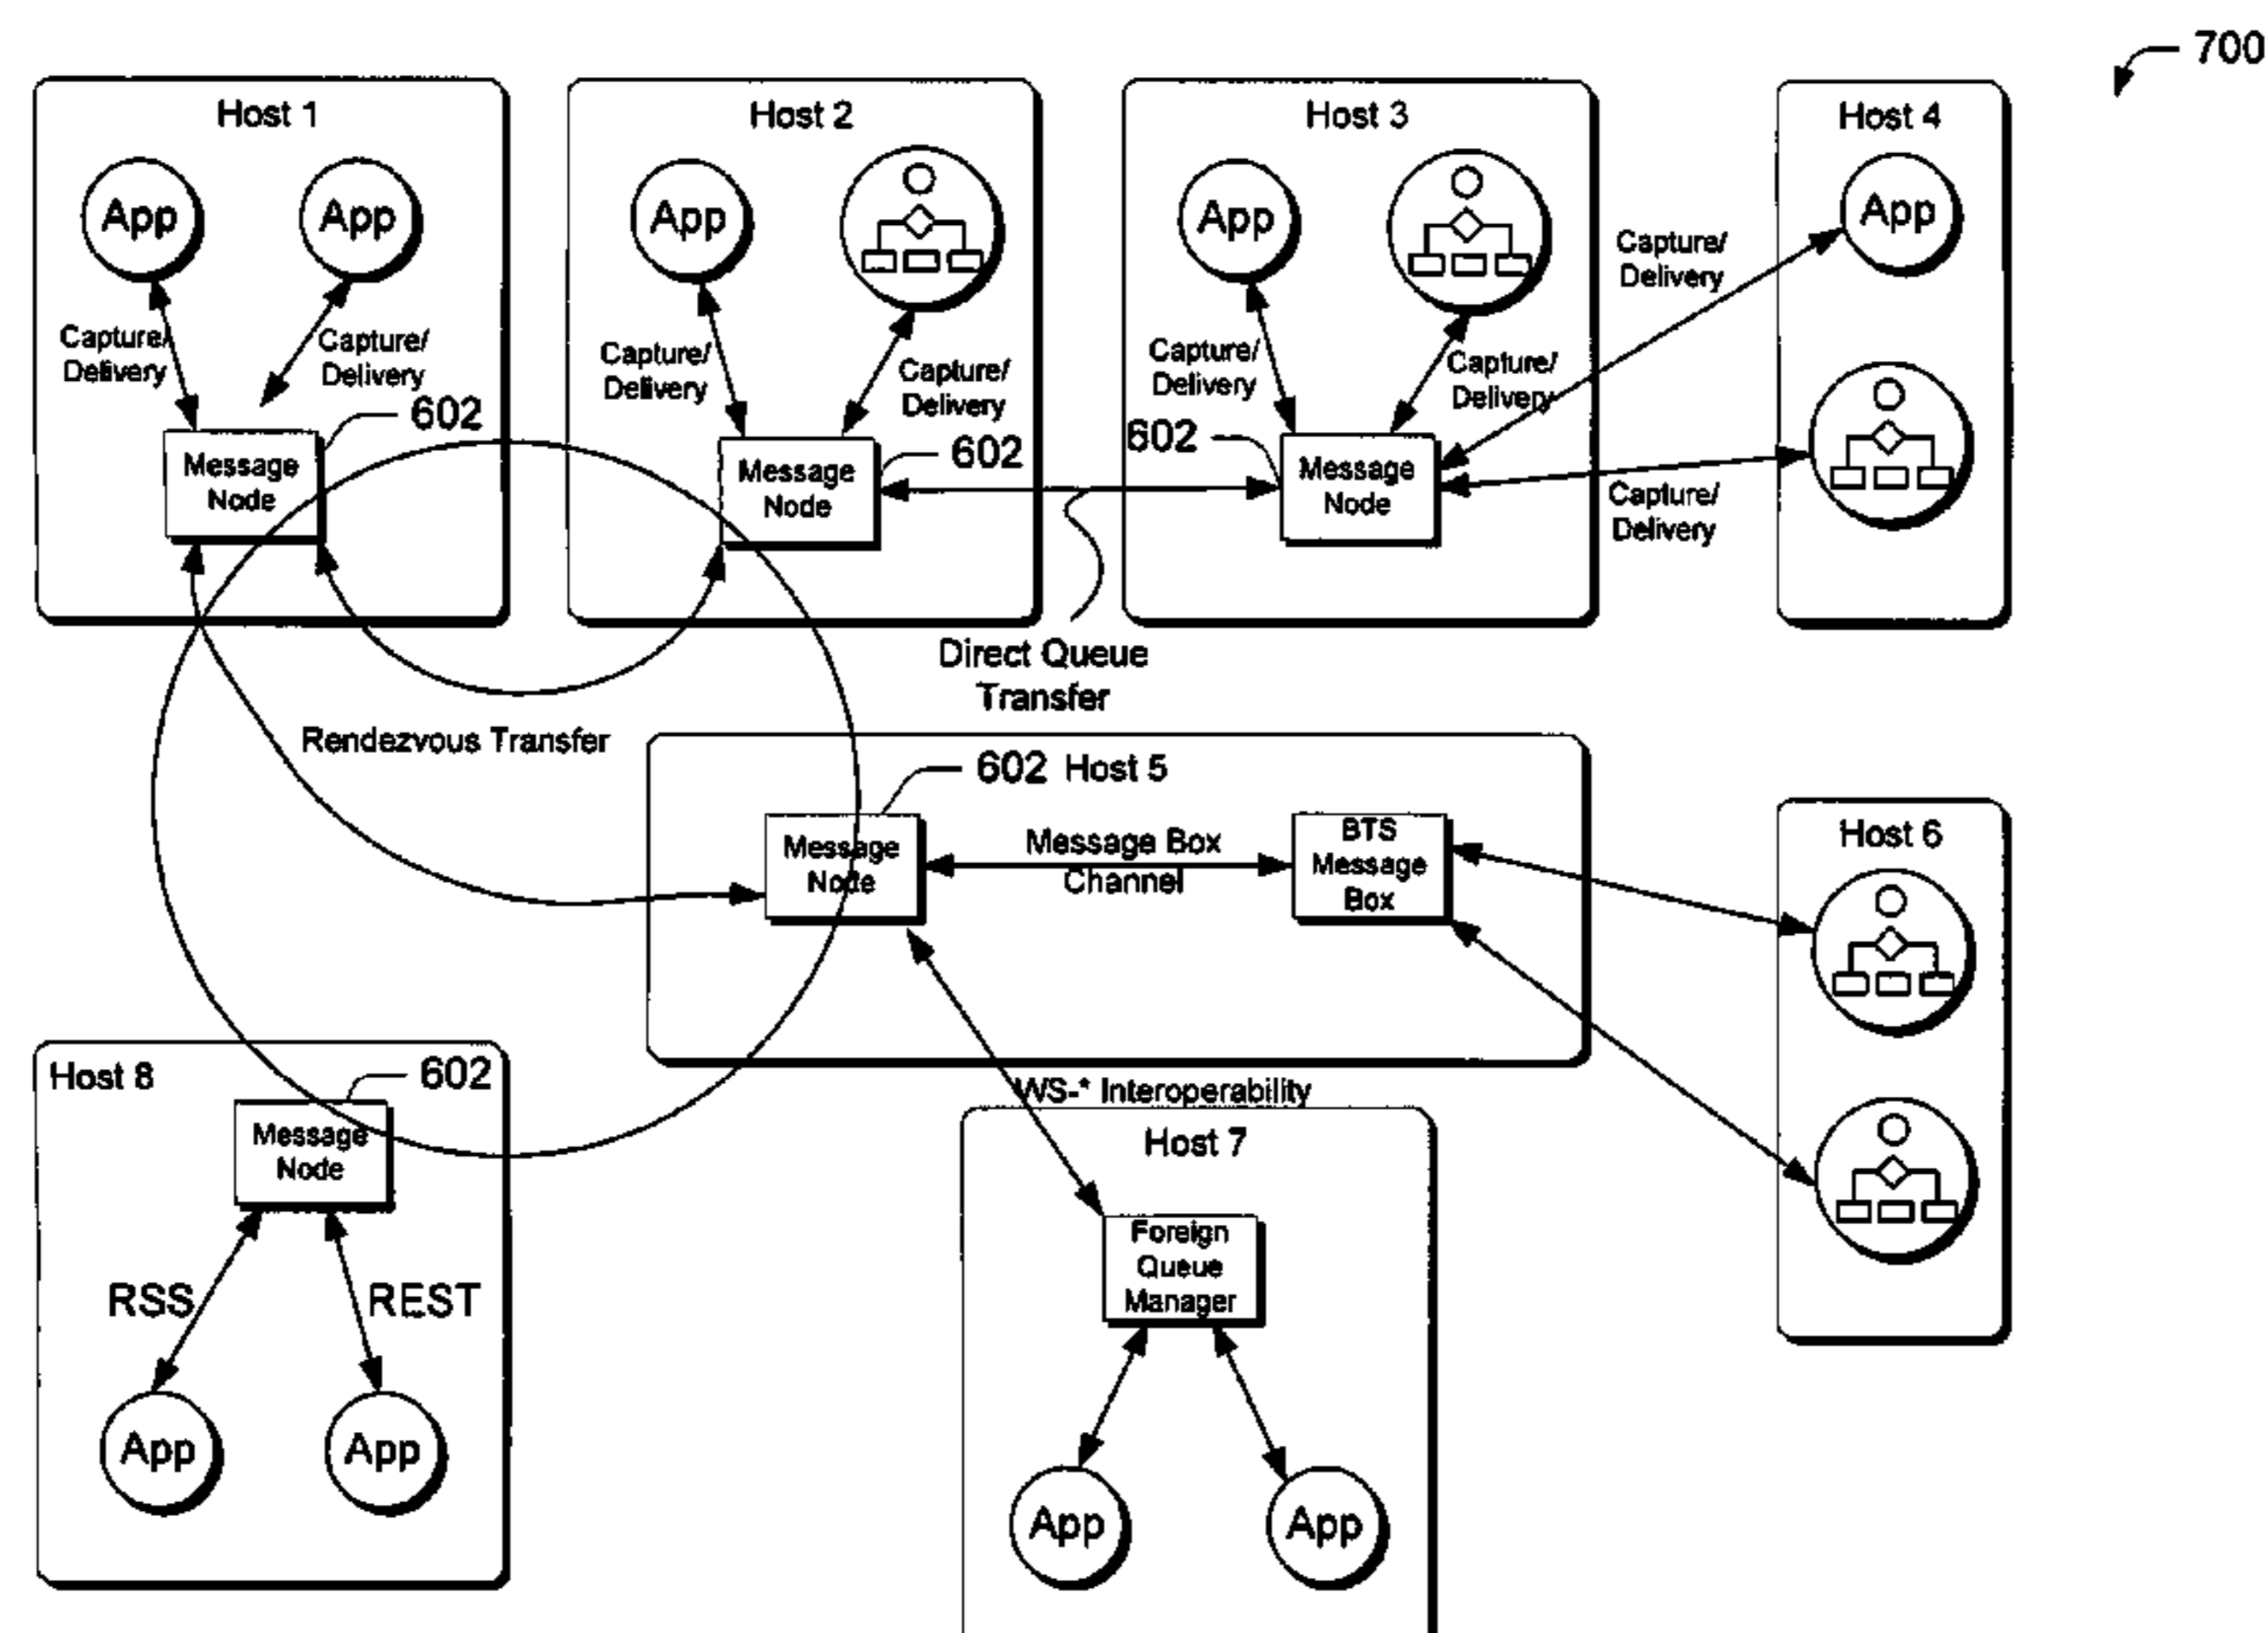 700
Host 1
App
App
Capture/
Delivery
Capture/
Delivery
602
Message
Node
Host 2
App
Capture/
Delivery
Capture/
Delivery
602
Message
Node
Host 3
App
Capture/
Delivery
Capture/
Delivery
602
Message
Node
Host 4
App
Capture/
Delivery
Capture/
Delivery
Direct Queue
Transfer
Rendezvous Transfer
602 Host 5
Message
Node
Message Box
Channel
BTS
Message
Box
Host 6
Host 8
602
Message
Node
RSS
REST
App
App
WS-* Interoperability
Host 7
Foreign
Queue
Manager
App
App